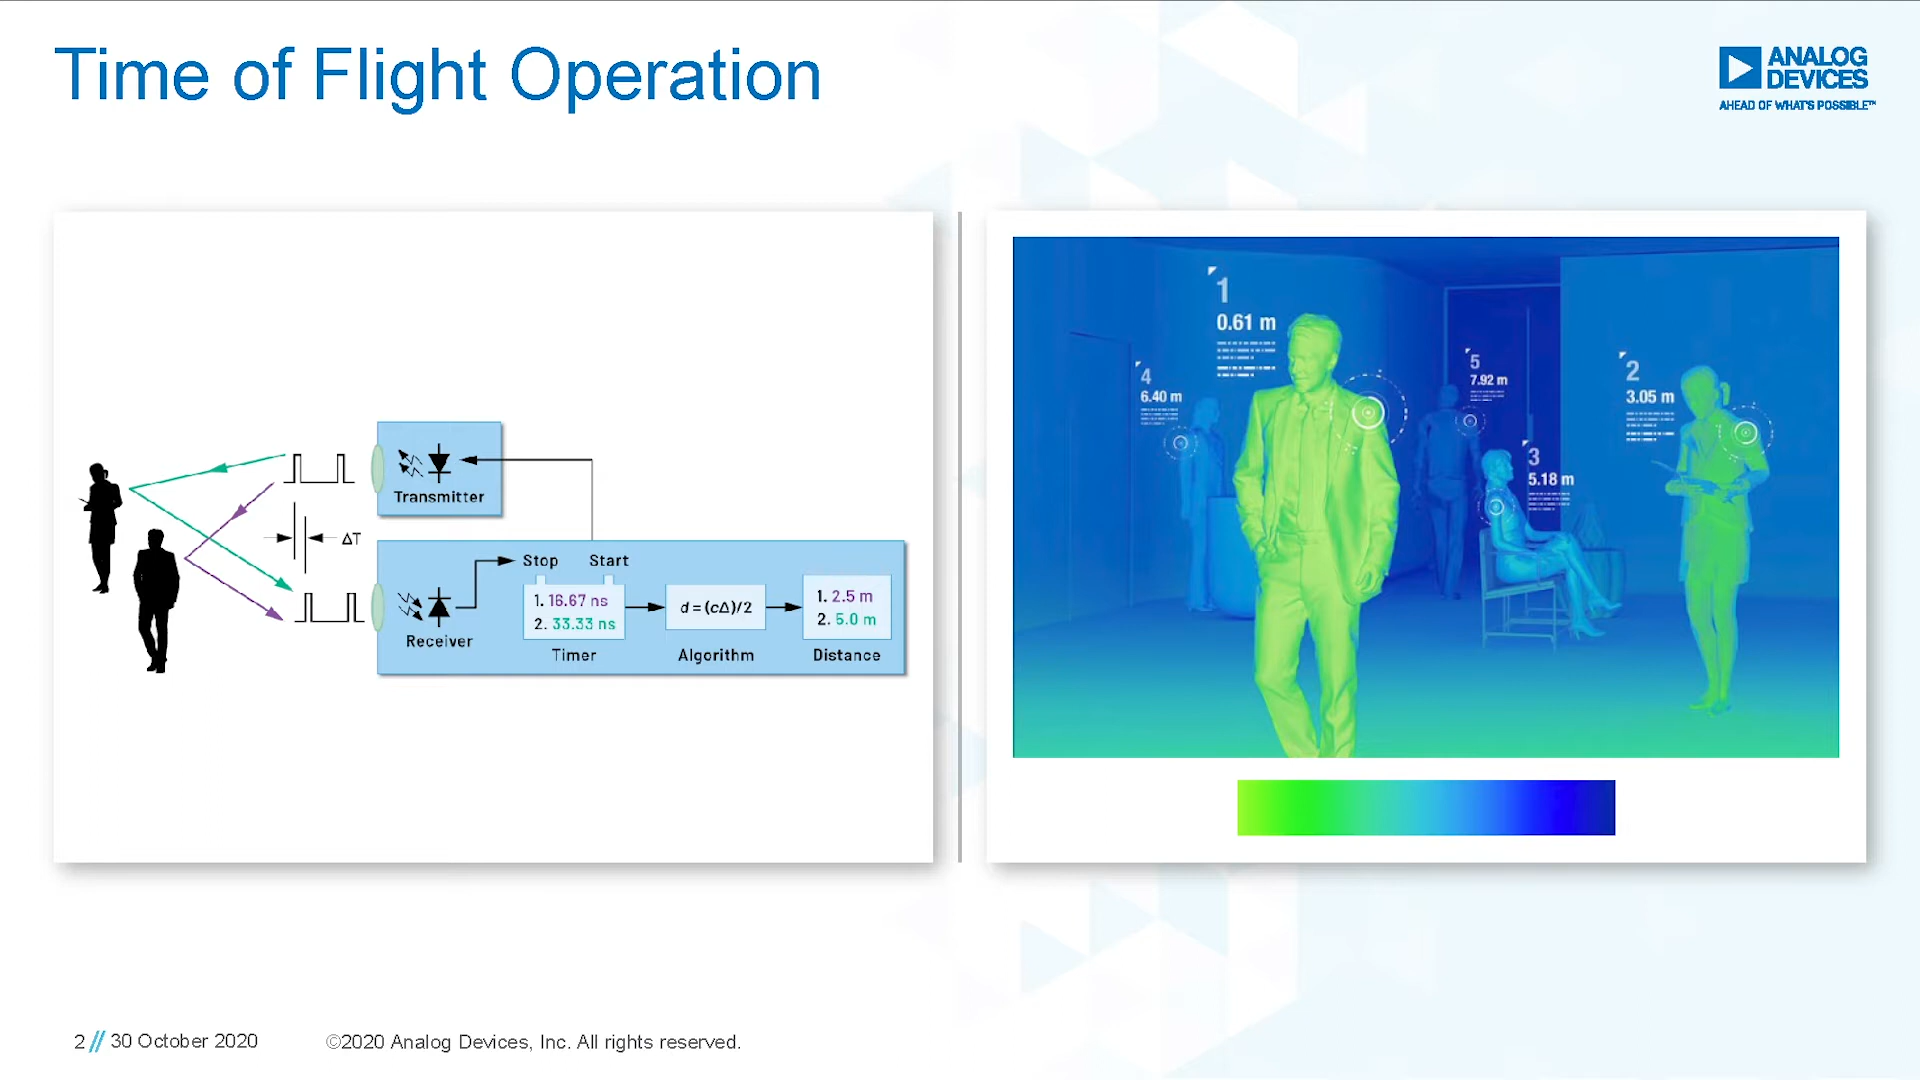 Time of Flight Operation
ANALOG
DEVICES
AHEAD OF WHAT'S POSSIBLE™
Transmitter
ΔT
Stop
Start
1. 16.67 ns
2. 33.33 ns
d = (cΔ)/2
1. 2.5 m
2. 5.0 m
Receiver
Timer
Algorithm
Distance
1
0.61 m
4
6.40 m
5
7.92 m
2
3.05 m
3
5.18 m
2 // 30 October 2020
©2020 Analog Devices, Inc. All rights reserved.